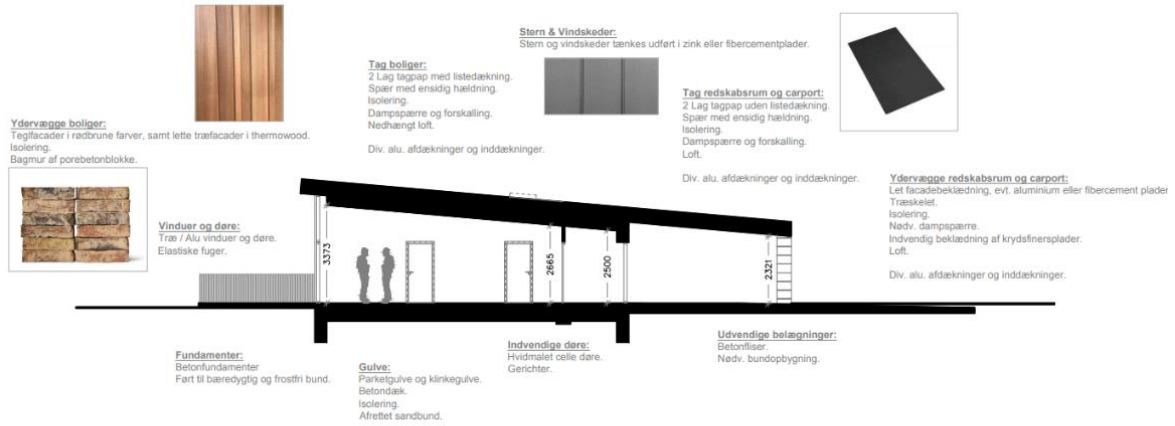 Stern & Vindskeder:
Stern og vindskeder tænkes udført i zink eller fibercementplader.
Tag boliger:
2 Lag tagpap med listedækning.
Spær med ensidig hældning.
Isolering.
Dampspærre og forskalling.
Nedhængt loft.
Div. alu. afdækninger og inddækninger.
Tag redskabsrum og carport:
2 Lag tagpap uden listedækning.
Spær med ensidig hældning.
Isolering.
Dampspærre og forskalling.
Loft.
Div. alu. afdækninger og inddækninger.
Ydervægge boliger:
Teglfacader i rødbrune farver, samt lette træfacader i thermowood.
Isolering.
Bagmur af porebetonblokke.
Ydervægge redskabsrum og carport:
Let facadebeklædning, evt. aluminium eller fibercement plader
Træskelet.
Isolering.
Nødv. dampspærre.
Indvendig beklædning af krydsfinersplader.
Loft.
Div. alu. afdækninger og inddækninger.
Vinduer og døre:
Træ / Alu vinduer og døre.
Elastiske fuger.
3373
2665
2500
2321
Fundamenter:
Betonfundamenter
Ført til bæredygtig og frostfri bund.
Gulve:
Parketgulve og klinkegulve.
Betondæk.
Isolering.
Afrettet sandbund.
Indvendige døre:
Hvidmalet celle døre.
Gerichter.
Udvendige belægninger:
Betonfliser.
Nødv. bundopbygning.